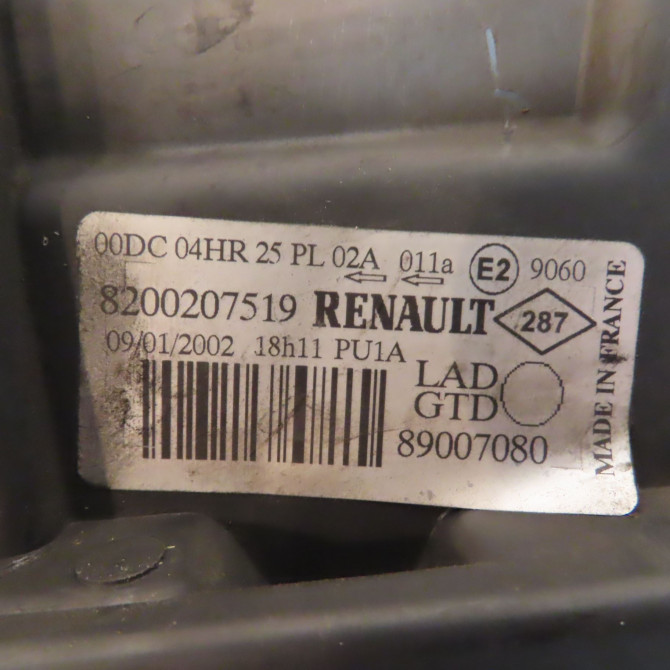 00DC 04HR 25 PL 02A 011a E2 9060
8200207519 RENAULT 287
09/01/2002 18h11 PU1A
LAD
GTD
89007080
MADE IN FRANCE